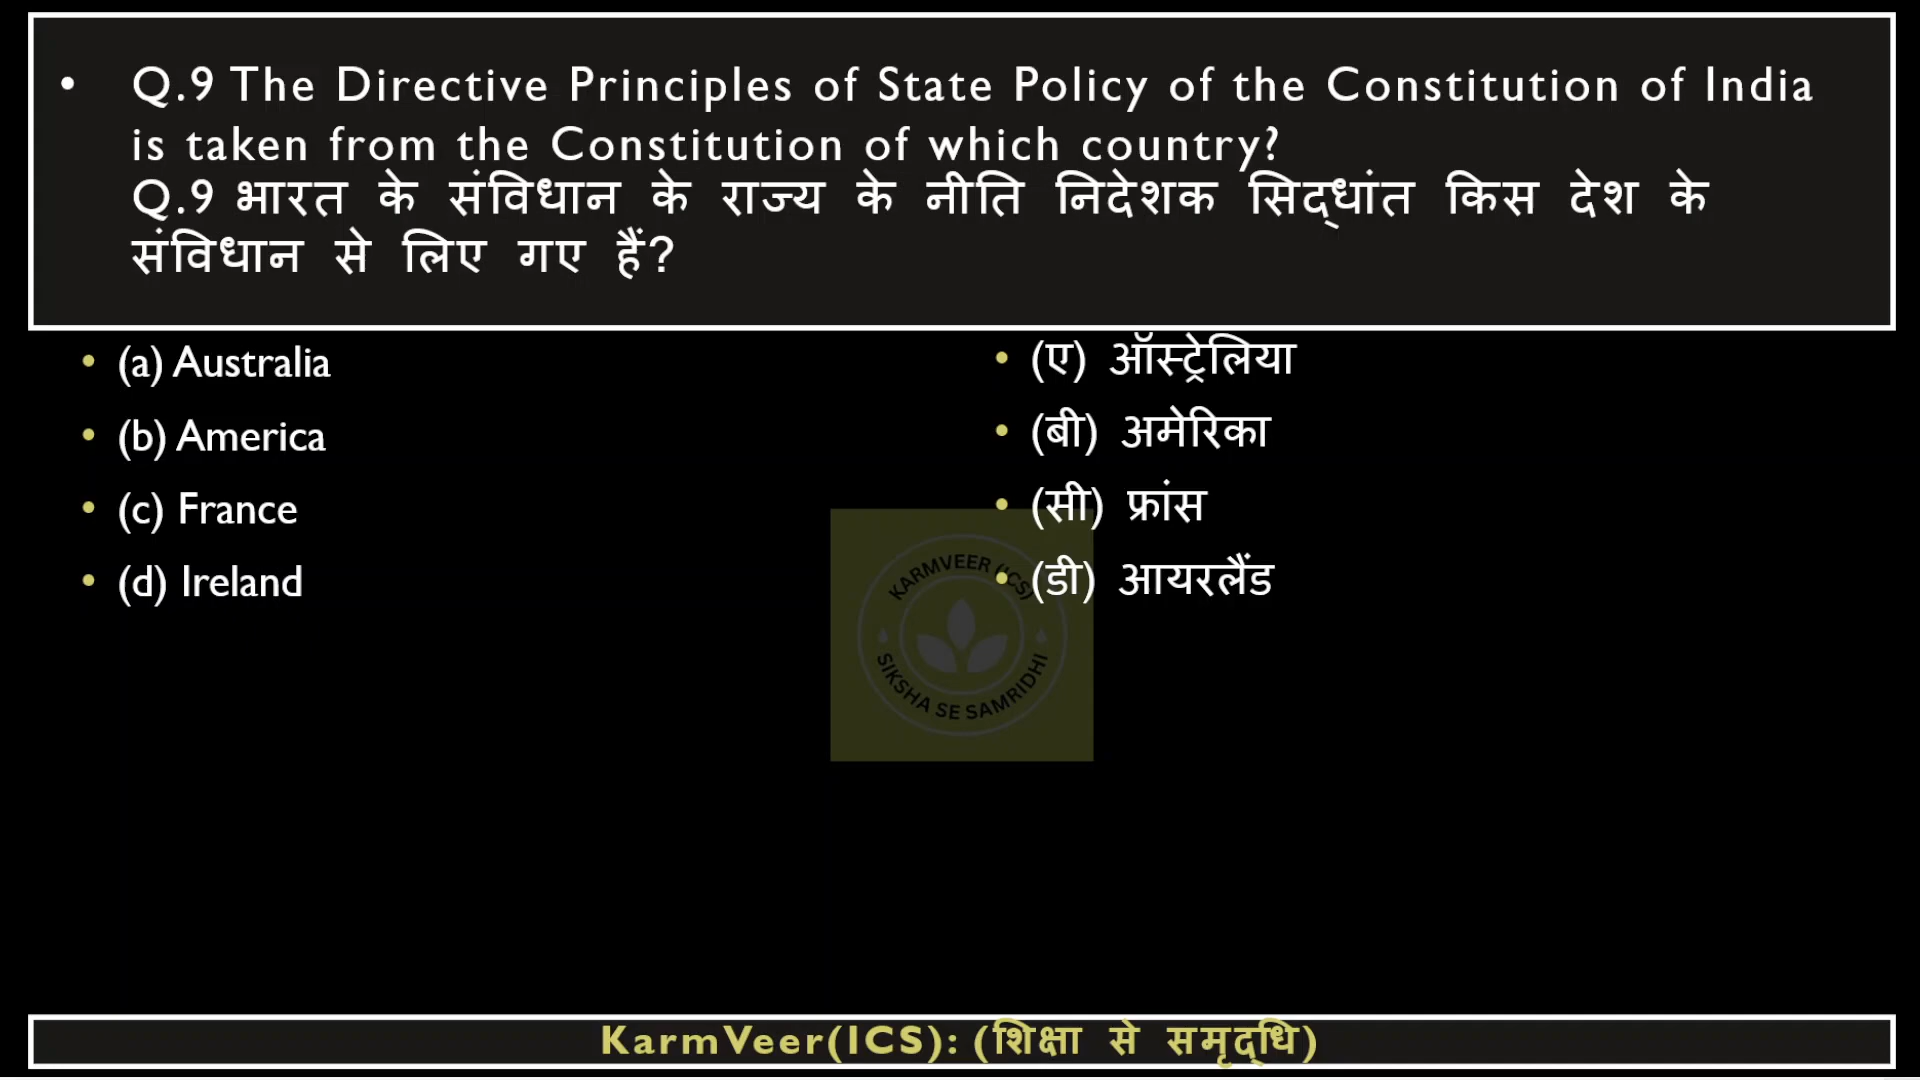 • Q.9 The Directive Principles of State Policy of the Constitution of India
is taken from the Constitution of which country?
Q.9 भारत के संविधान के राज्य के नीति निदेशक सिद्धांत किस देश के
संविधान से लिए गए हैं?
• (a) Australia
• (b) America
• (c) France
• (d) Ireland
• (ए) ऑस्ट्रेलिया
• (बी) अमेरिका
• (सी) फ्रांस
• (डी) आयरलैंड
KARMVEER (ICS)
SIKSHA SE SAMRIDHI
KarmVeer(ICS): (शिक्षा से समृद्धि)